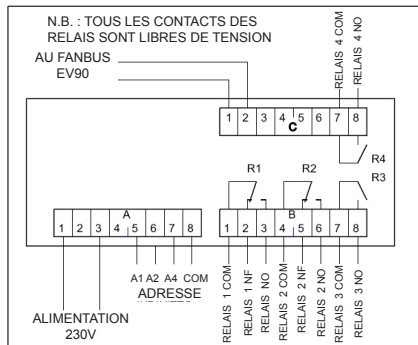 N.B. : TOUS LES CONTACTS DES
RELAIS SONT LIBRES DE TENSION
AU FANBUS
EV90
RELAIS 4 COM
RELAIS 4 NO
1 2 3 4 5 6 7 8
C
R4
R1
R2
R3
A
1 2 3 4 5 6 7 8
B
1 2 3 4 5 6 7 8
A1 A2 A4 COM
ADRESSE
ALIMENTATION
230V
RELAIS 1 COM
RELAIS 1 NF
RELAIS NO
RELAIS 2 COM
RELAIS 2 NF
RELAIS 2 NO
RELAIS 3 COM
RELAIS 3 NO